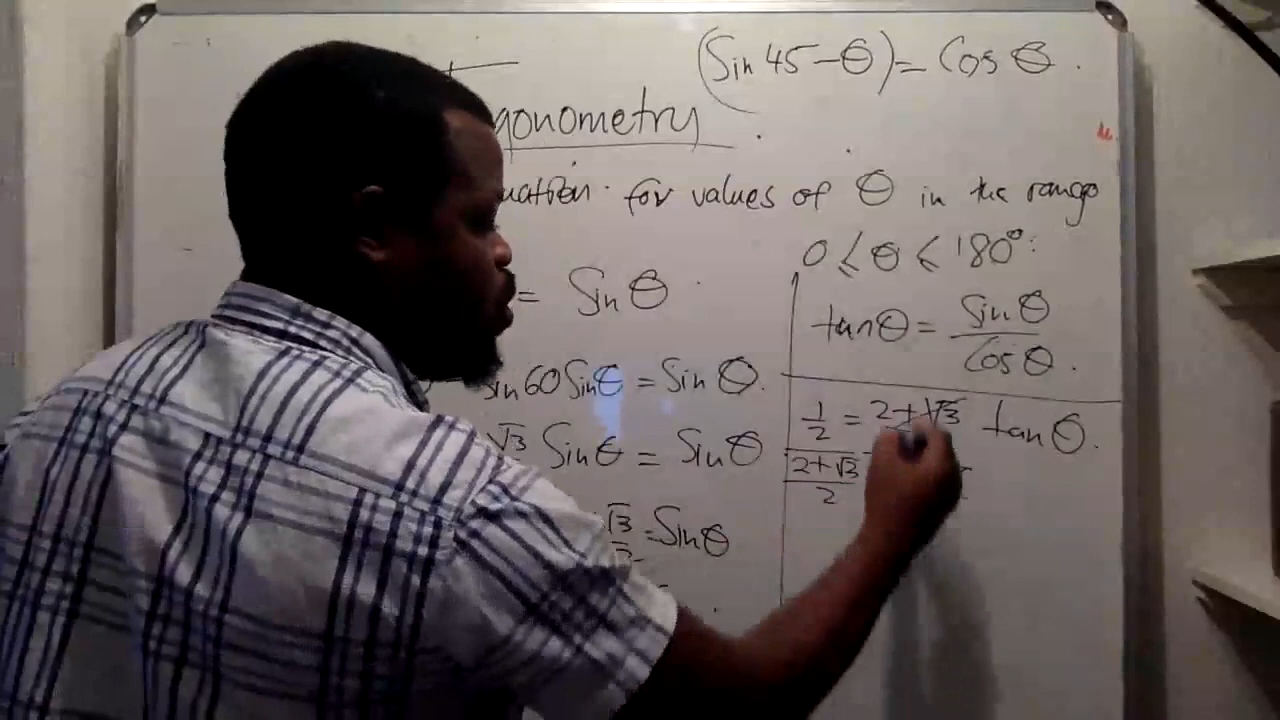 (Sin 45 – θ) = Cos θ.
gonometry
uation. for values of θ in the range
0 ≤ θ ≤ 180°:
= Sin θ
tan θ = Sin θ / Cos θ.
Sin 60 Sin θ = Sin θ.
√3 Sin θ = Sin θ
1/2 = 2+√3 tan θ.
2+√3 / 2
√3 = Sin θ